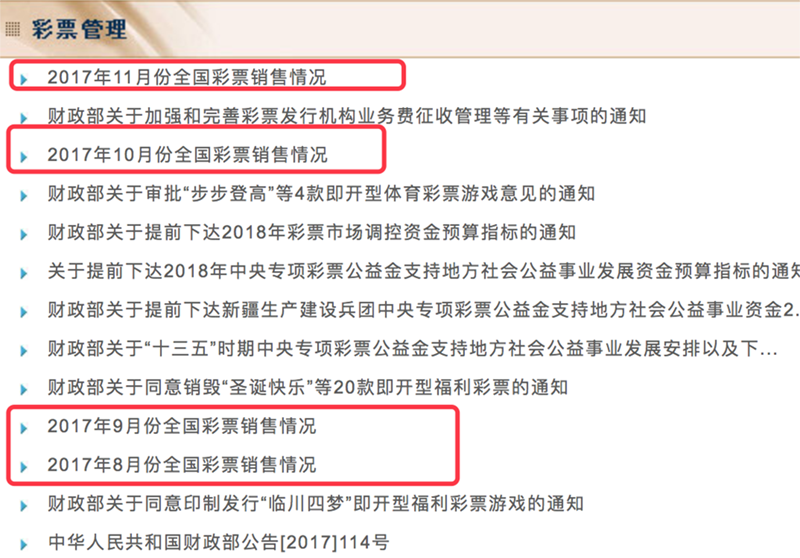 彩票管理
2017年11月份全国彩票销售情况
财政部关于加强和完善彩票发行机构业务费征收管理等有关事项的通知
2017年10月份全国彩票销售情况
财政部关于审批“步步登高”等4款即开型体育彩票游戏意见的通知
财政部关于提前下达2018年彩票市场调控资金预算指标的通知
关于提前下达2018年中央专项彩票公益金支持地方社会公益事业发展资金预算指标的通知
财政部关于提前下达新疆生产建设兵团中央专项彩票公益金支持地方社会公益事业资金2...
财政部关于“十三五”时期中央专项彩票公益金支持地方社会公益事业发展安排以及下...
财政部关于同意销毁“圣诞快乐”等20款即开型福利彩票的通知
2017年9月份全国彩票销售情况
2017年8月份全国彩票销售情况
财政部关于同意印制发行“临川四梦”即开型福利彩票游戏的通知
中华人民共和国财政部公告[2017]114号